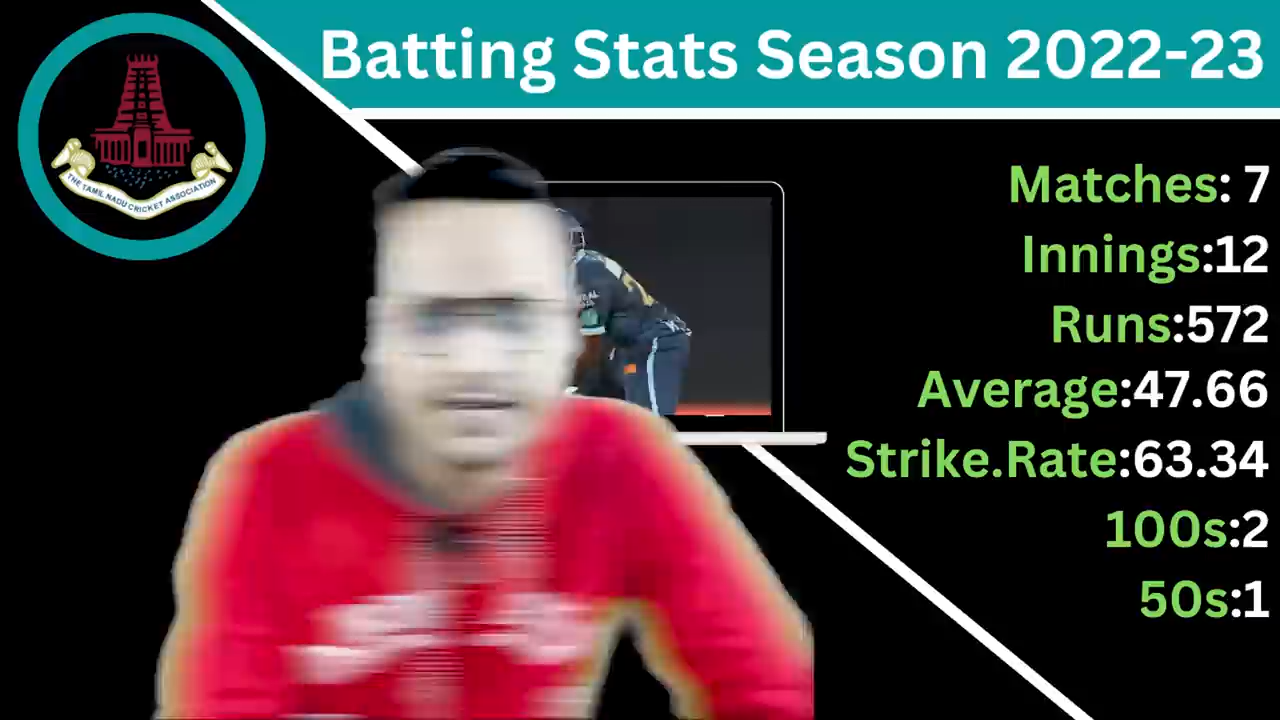 Batting Stats Season 2022-23
THE TAMIL NADU CRICKET ASSOCIATION
Matches: 7
Innings:12
Runs:572
Average:47.66
Strike.Rate:63.34
100s:2
50s:1